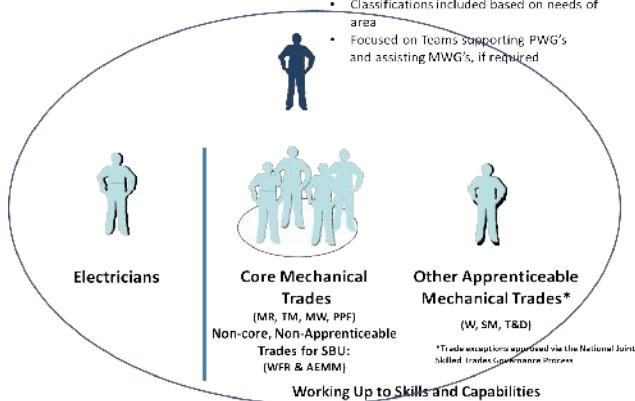 • Classifications included based on needs of
area
• Focused on Teams supporting PWG's
and assisting MWG's, if required
Electricians
Core Mechanical
Trades
(MR, TM, MW, PPF)
Non-core, Non-Apprenticeable
Trades for SBU:
(WFR & AEMM)
Other Apprenticeable
Mechanical Trades*
(W, SM, T&D)
*Trade exceptions approved via the National Joint
Skilled Trades Governance Process
Working Up to Skills and Capabilities